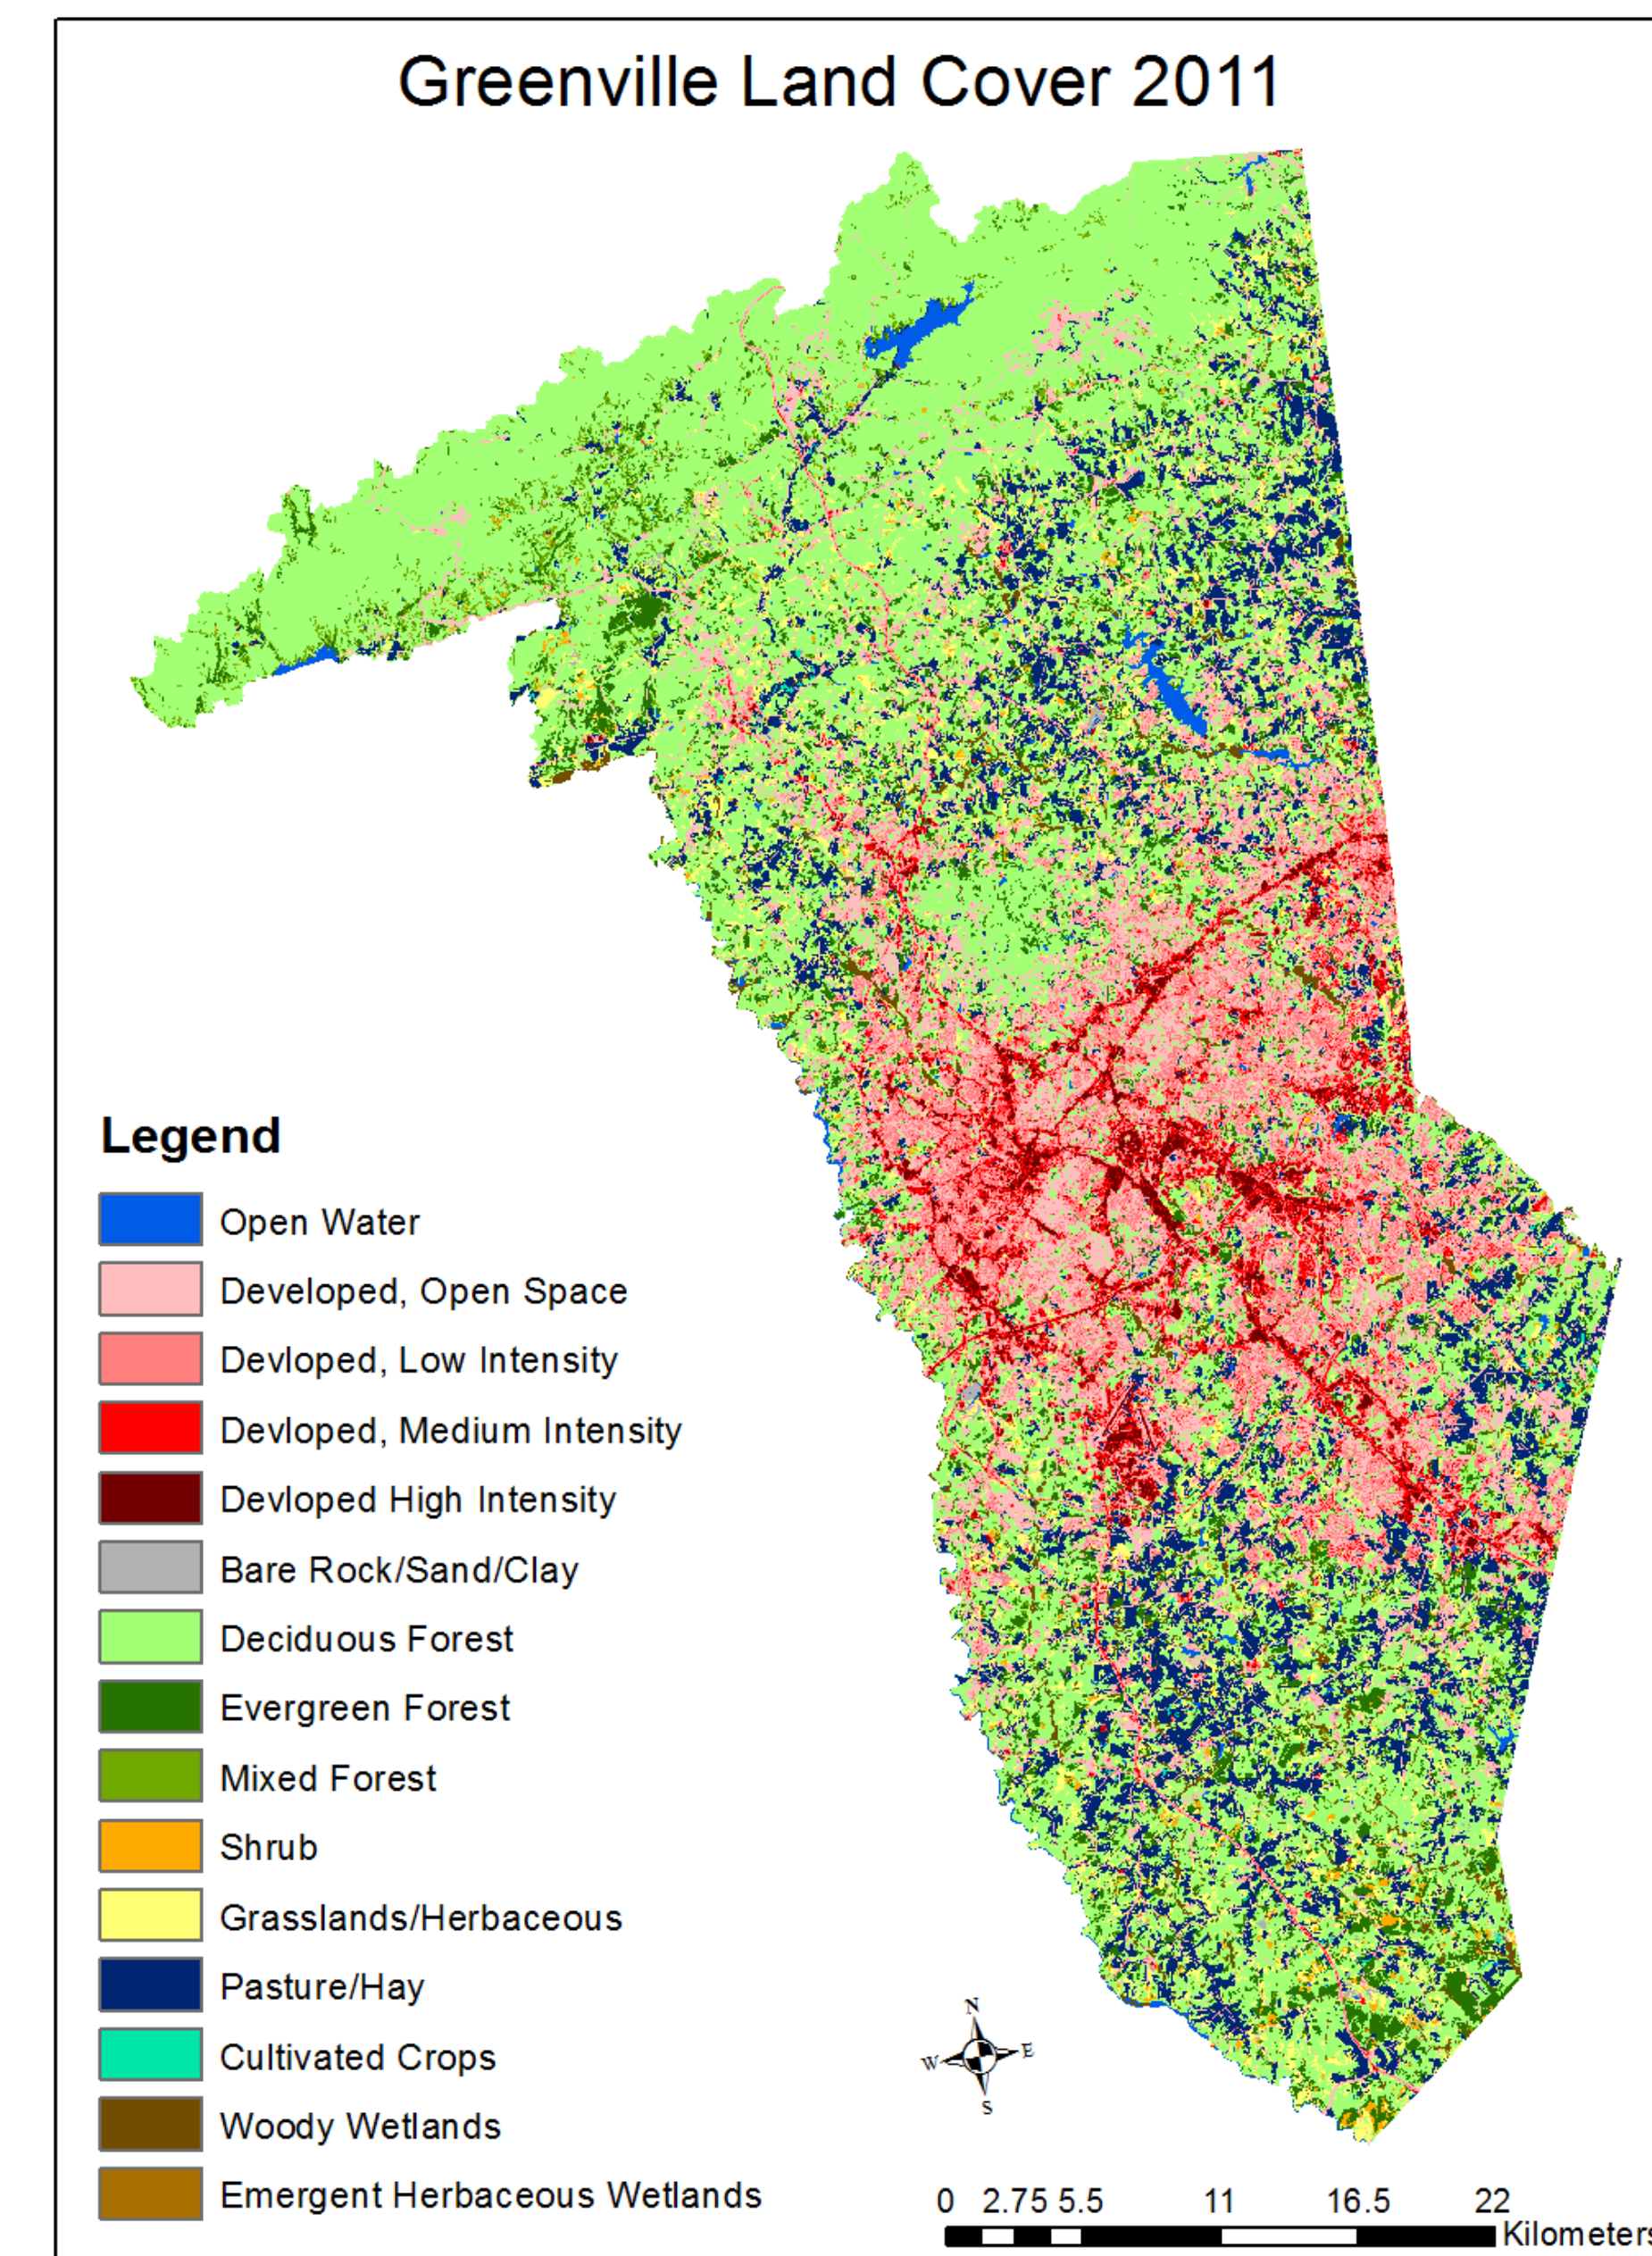 Greenville Land Cover 2011
Legend
Open Water
Developed, Open Space
Devloped, Low Intensity
Devloped, Medium Intensity
Devloped High Intensity
Bare Rock/Sand/Clay
Deciduous Forest
Evergreen Forest
Mixed Forest
Shrub
Grasslands/Herbaceous
Pasture/Hay
Cultivated Crops
Woody Wetlands
Emergent Herbaceous Wetlands
N
W E
S
0 2.75 5.5 11 16.5 22
Kilometers